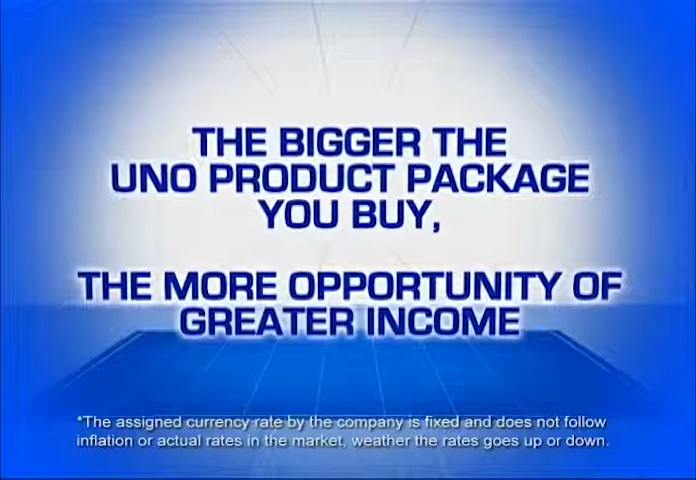 THE BIGGER THE
UNO PRODUCT PACKAGE
YOU BUY,
THE MORE OPPORTUNITY OF
GREATER INCOME
*The assigned currency rate by the company is fixed and does not follow
inflation or actual rates in the market, weather the rates goes up or down.